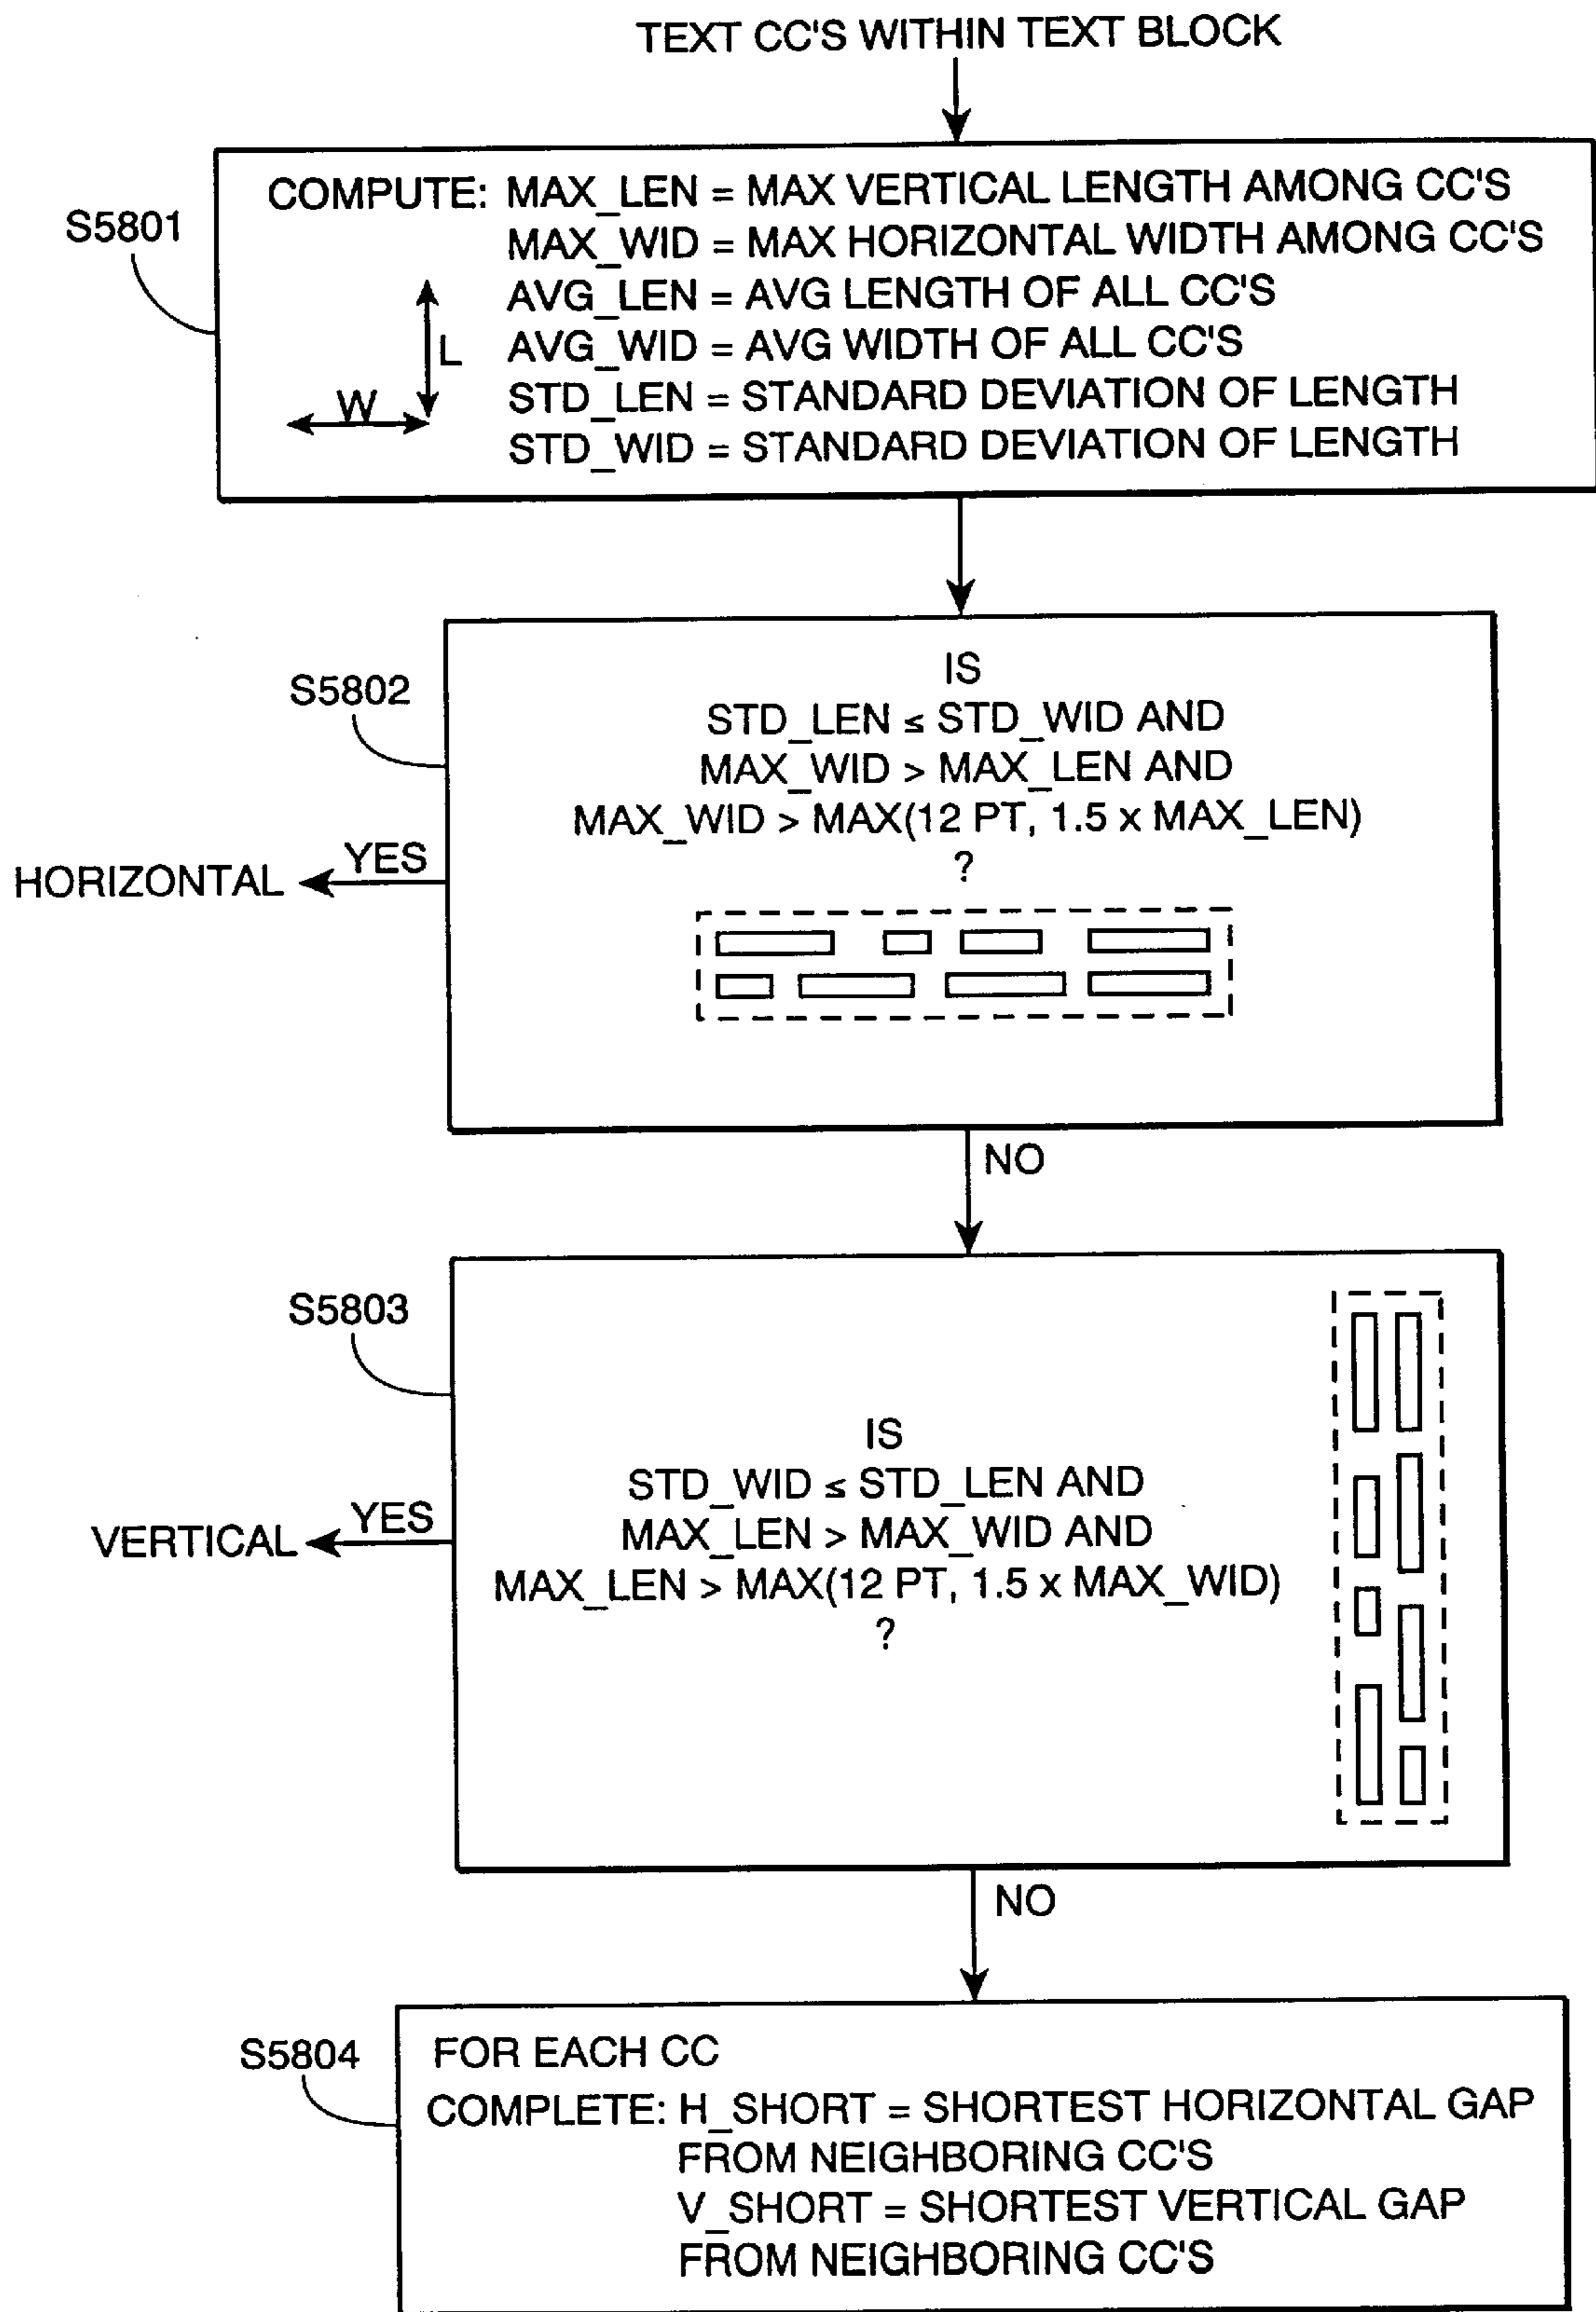 TEXT CC'S WITHIN TEXT BLOCK
S5801
COMPUTE: MAX_LEN = MAX VERTICAL LENGTH AMONG CC'S
MAX_WID = MAX HORIZONTAL WIDTH AMONG CC'S
AVG_LEN = AVG LENGTH OF ALL CC'S
L AVG_WID = AVG WIDTH OF ALL CC'S
W STD_LEN = STANDARD DEVIATION OF LENGTH
STD_WID = STANDARD DEVIATION OF LENGTH
S5802
IS
STD_LEN ≤ STD_WID AND
MAX_WID > MAX_LEN AND
MAX_WID > MAX(12 PT, 1.5 x MAX_LEN)
?
YES
HORIZONTAL
NO
S5803
IS
STD_WID ≤ STD_LEN AND
MAX_LEN > MAX_WID AND
MAX_LEN > MAX(12 PT, 1.5 x MAX_WID)
?
YES
VERTICAL
NO
S5804
FOR EACH CC
COMPLETE: H_SHORT = SHORTEST HORIZONTAL GAP
FROM NEIGHBORING CC'S
V_SHORT = SHORTEST VERTICAL GAP
FROM NEIGHBORING CC'S